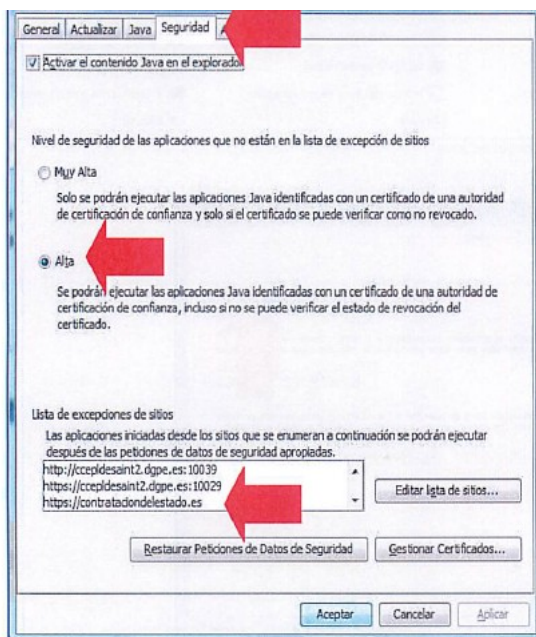 General Actualizar Java Seguridad A
Activar el contenido Java en el explorador
Nivel de seguridad de las aplicaciones que no están en la lista de excepción de sitios
Muy Alta
Solo se podrán ejecutar las aplicaciones Java identificadas con un certificado de una autoridad
de certificación de confianza y solo si el certificado se puede verificar como no revocado.
Alta
Se podrán ejecutar las aplicaciones Java identificadas con un certificado de una autoridad de
certificación de confianza, incluso si no se puede verificar el estado de revocación del
certificado.
Lista de excepciones de sitios
Las aplicaciones iniciadas desde los sitios que se enumeran a continuación se podrán ejecutar
después de las peticiones de datos de seguridad apropiadas.
http://ccepldesaint2.dgpe.es:10039
https://ccepldesaint2.dgpe.es:10029
https://contrataciondelestado.es
Editar lista de sitios...
Restaurar Peticiones de Datos de Seguridad Gestionar Certificados...
Aceptar Cancelar Aplicar